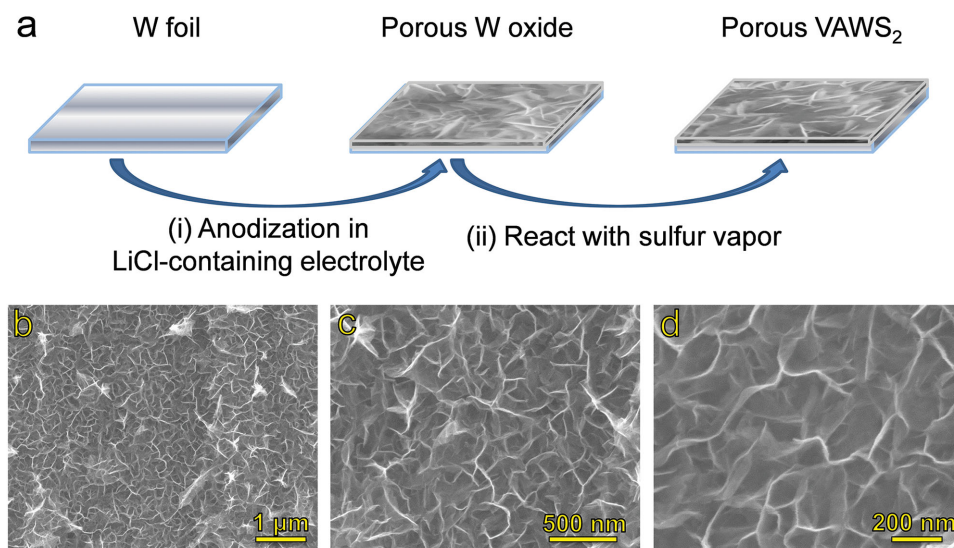 a
W foil
Porous W oxide
Porous VAWS₂
(i) Anodization in
LiCl-containing electrolyte
(ii) React with sulfur vapor
b
1 μm
c
500 nm
d
200 nm